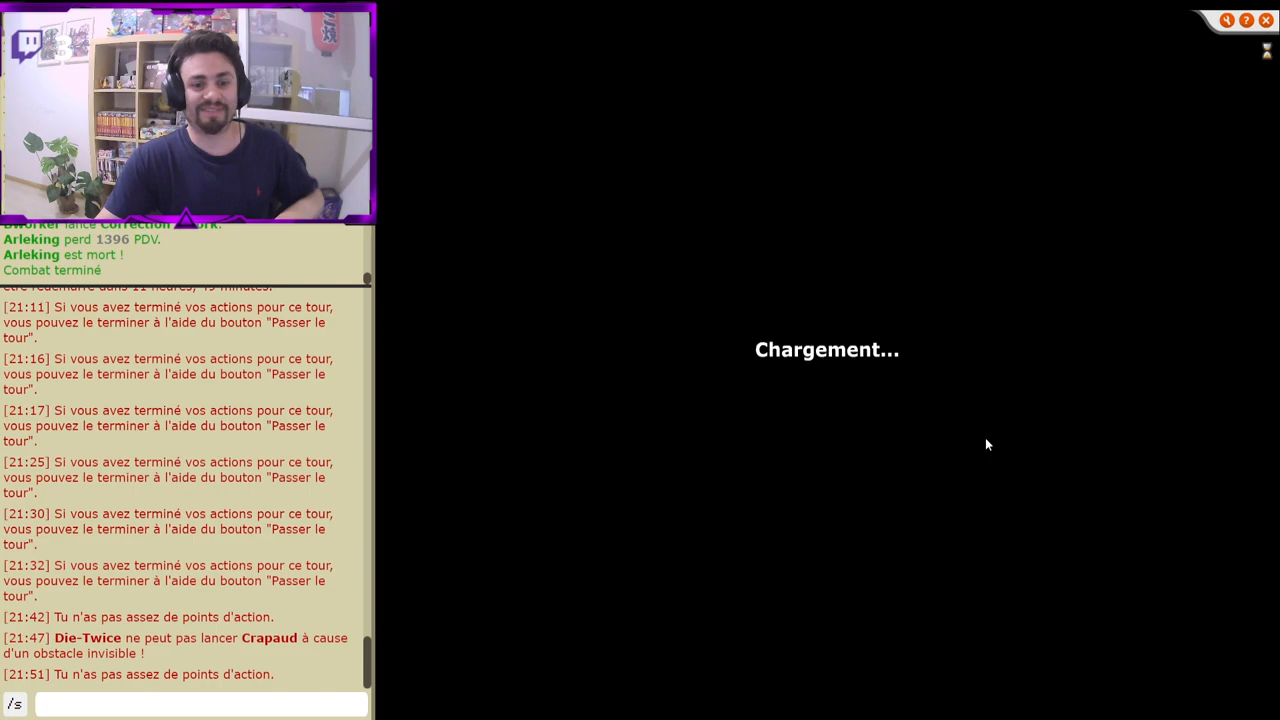 lance Correction
Arleking perd 1396 PDV.
Arleking est mort !
Combat terminé
[21:11] Si vous avez terminé vos actions pour ce tour,
vous pouvez le terminer à l'aide du bouton "Passer le
tour".
[21:16] Si vous avez terminé vos actions pour ce tour,
vous pouvez le terminer à l'aide du bouton "Passer le
tour".
[21:17] Si vous avez terminé vos actions pour ce tour,
vous pouvez le terminer à l'aide du bouton "Passer le
tour".
[21:25] Si vous avez terminé vos actions pour ce tour,
vous pouvez le terminer à l'aide du bouton "Passer le
tour".
[21:30] Si vous avez terminé vos actions pour ce tour,
vous pouvez le terminer à l'aide du bouton "Passer le
tour".
[21:32] Si vous avez terminé vos actions pour ce tour,
vous pouvez le terminer à l'aide du bouton "Passer le
tour".
[21:42] Tu n'as pas assez de points d'action.
[21:47] Die-Twice ne peut pas lancer Crapaud à cause
d'un obstacle invisible !
[21:51] Tu n'as pas assez de points d'action.
/s
Chargement...
?